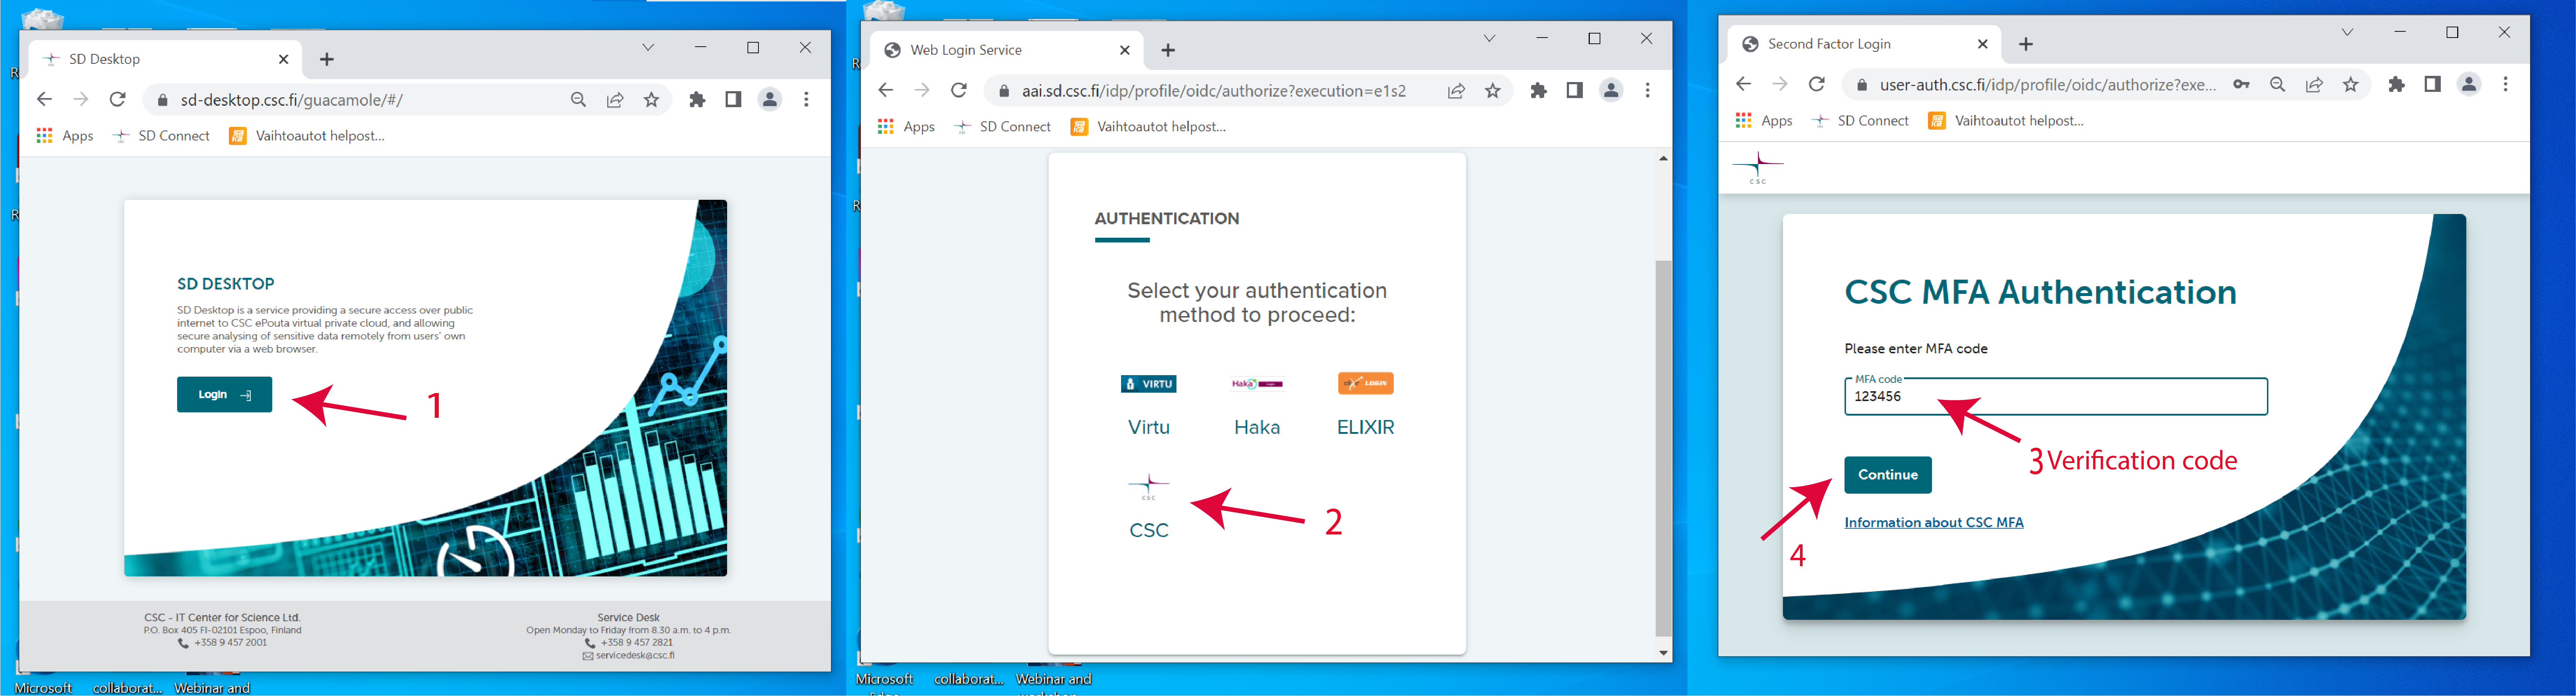 SD Desktop
sd-desktop.csc.fi/guacamole/#/
Apps
SD Connect
Vaihtoautot helpost...
SD DESKTOP
SD Desktop is a service providing a secure access over public
internet to CSC ePouta virtual private cloud, and allowing
secure analysing of sensitive data remotely from users' own
computer via a web browser.
Login
1
CSC - IT Center for Science Ltd.
P.O. Box 405 FI-02101 Espoo, Finland
+358 9 457 2001
Service Desk
Open Monday to Friday from 8.30 a.m. to 4 p.m.
+358 9 457 2821
servicedesk@csc.fi
Microsoft
collaborat...
Webinar and
Web Login Service
aai.sd.csc.fi/idp/profile/oidc/authorize?execution=e1s2
Apps
SD Connect
Vaihtoautot helpost...
AUTHENTICATION
Select your authentication
method to proceed:
VIRTU
Haka
LOGIN
Virtu
Haka
ELIXIR
CSC
CSC
2
Microsoft
collaborat...
Webinar and
Second Factor Login
user-auth.csc.fi/idp/profile/oidc/authorize?exe...
Apps
SD Connect
Vaihtoautot helpost...
CSC
CSC MFA Authentication
Please enter MFA code
MFA code
123456
3 Verification code
Continue
Information about CSC MFA
4